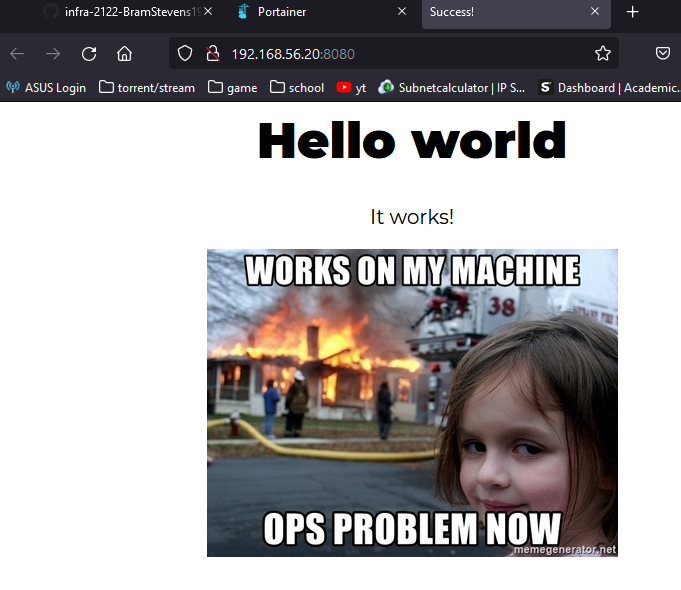 infra-2122-BramStevens19
Portainer
Success!
192.168.56.20:8080
ASUS Login
torrent/stream
game
school
yt
Subnetcalculator | IP S...
Dashboard | Academic...
Hello world
It works!
WORKS ON MY MACHINE
38
OPS PROBLEM NOW
memegenerator.net